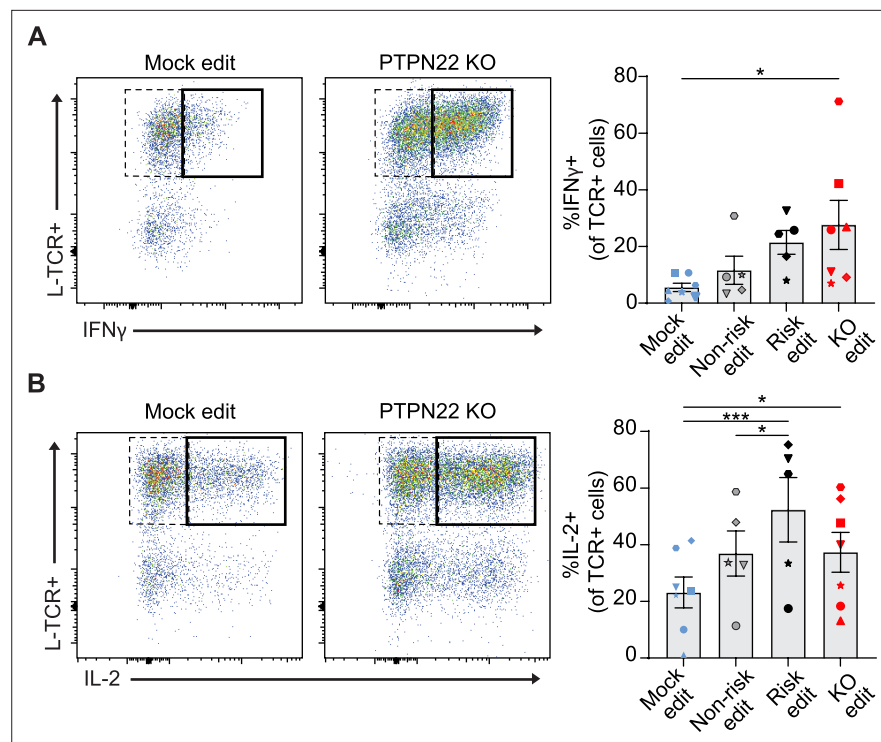 A
Mock edit
PTPN22 KO
L-TCR+
IFNγ
%IFNγ+
(of TCR+ cells)
80
60
40
20
0
*
Mock
edit
Non-risk
edit
Risk
edit
KO
edit
B
Mock edit
PTPN22 KO
L-TCR+
IL-2
%IL-2+
(of TCR+ cells)
80
60
40
20
0
*
***
*
Mock
edit
Non-risk
edit
Risk
edit
KO
edit